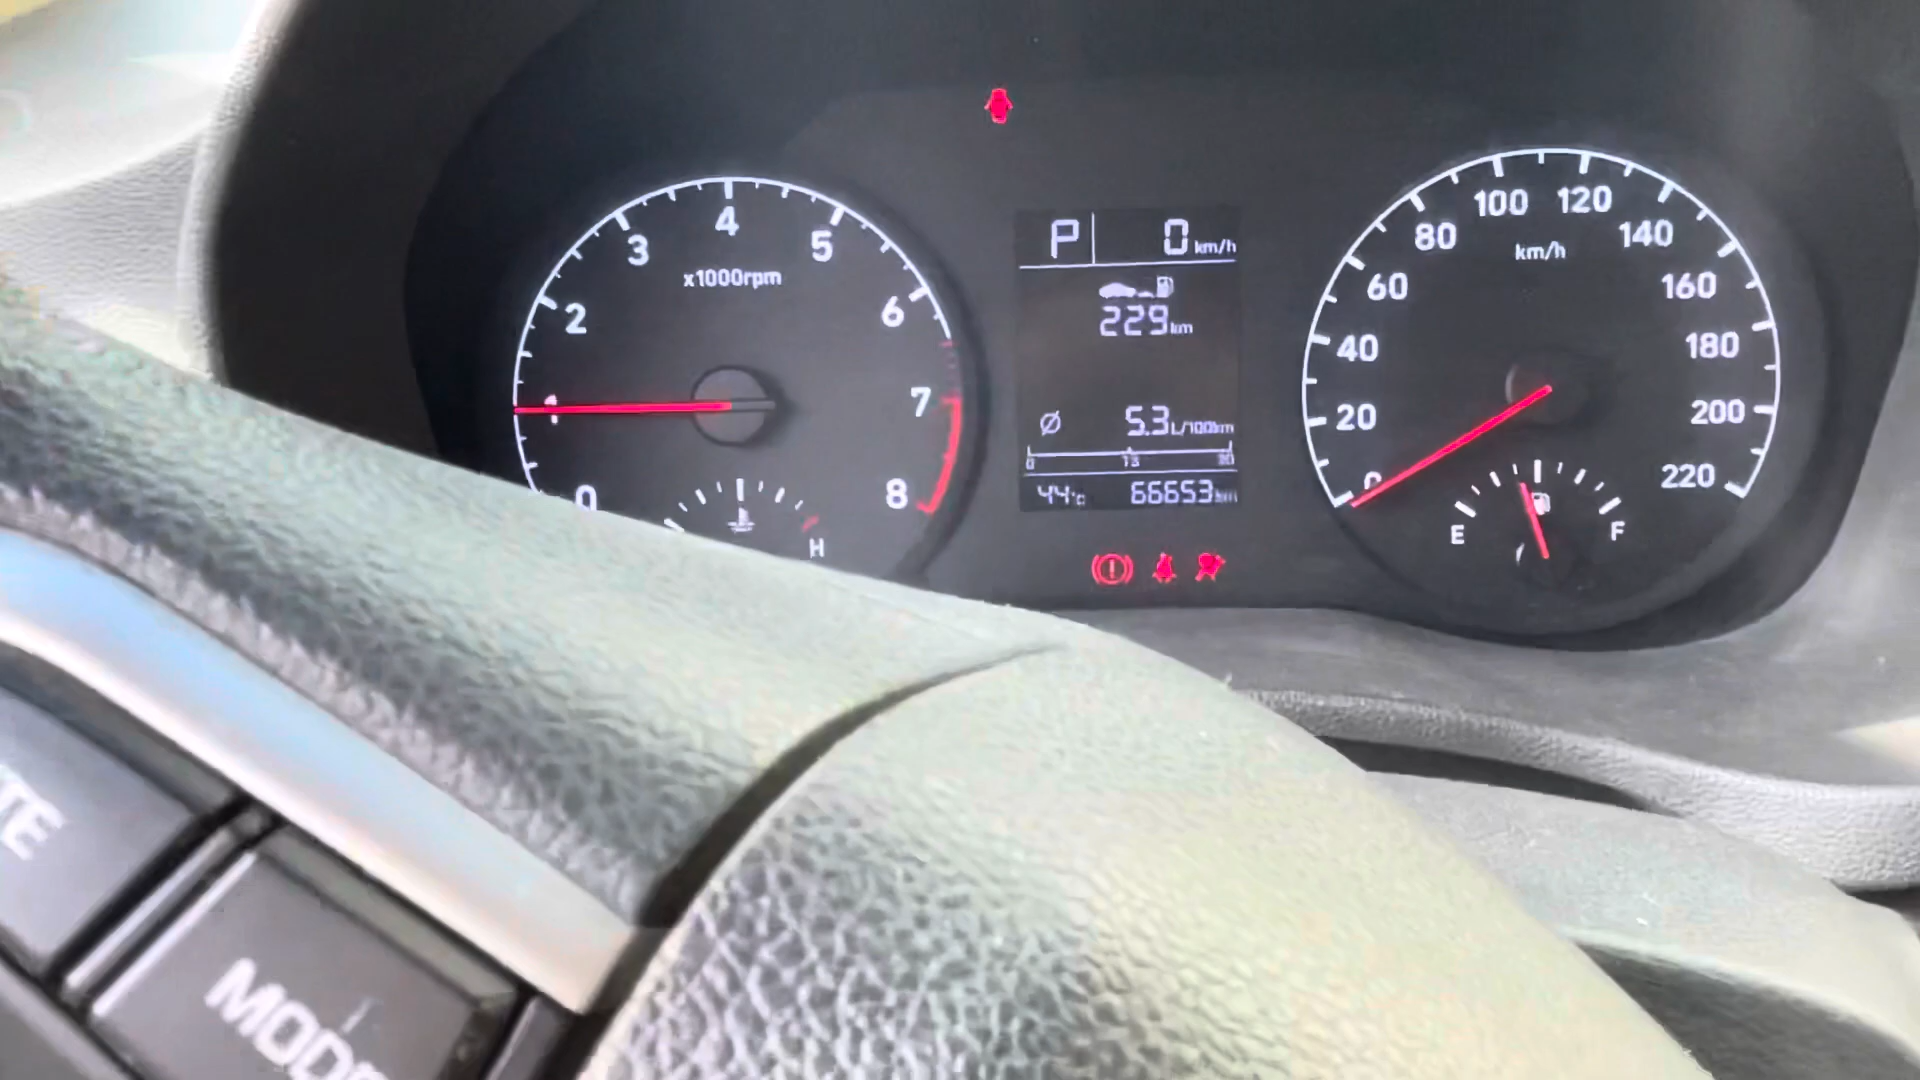 1
2
3
4
5
6
7
8
0
x1000rpm
H
P 0 km/h
229 km
Ø 5.3 L/100km
0 15 30
44°C 66653 km
0
20
40
60
80
100
120
140
160
180
200
220
km/h
E F
MODE